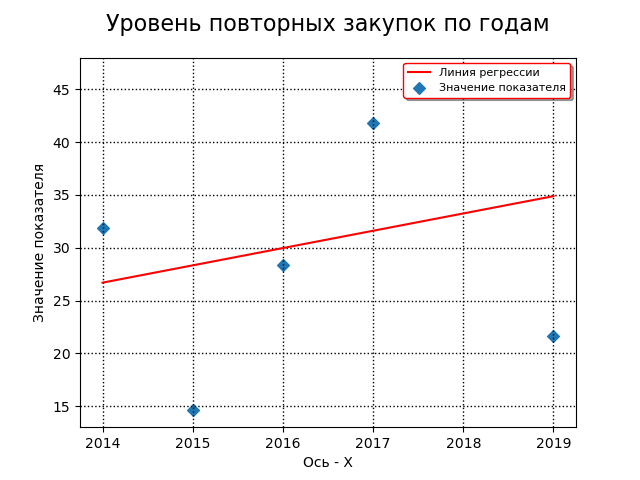 Уровень повторных закупок по годам
Линия регрессии
Значение показателя
Значение показателя
45
40
35
30
25
20
15
2014 2015 2016 2017 2018 2019
Ось - X